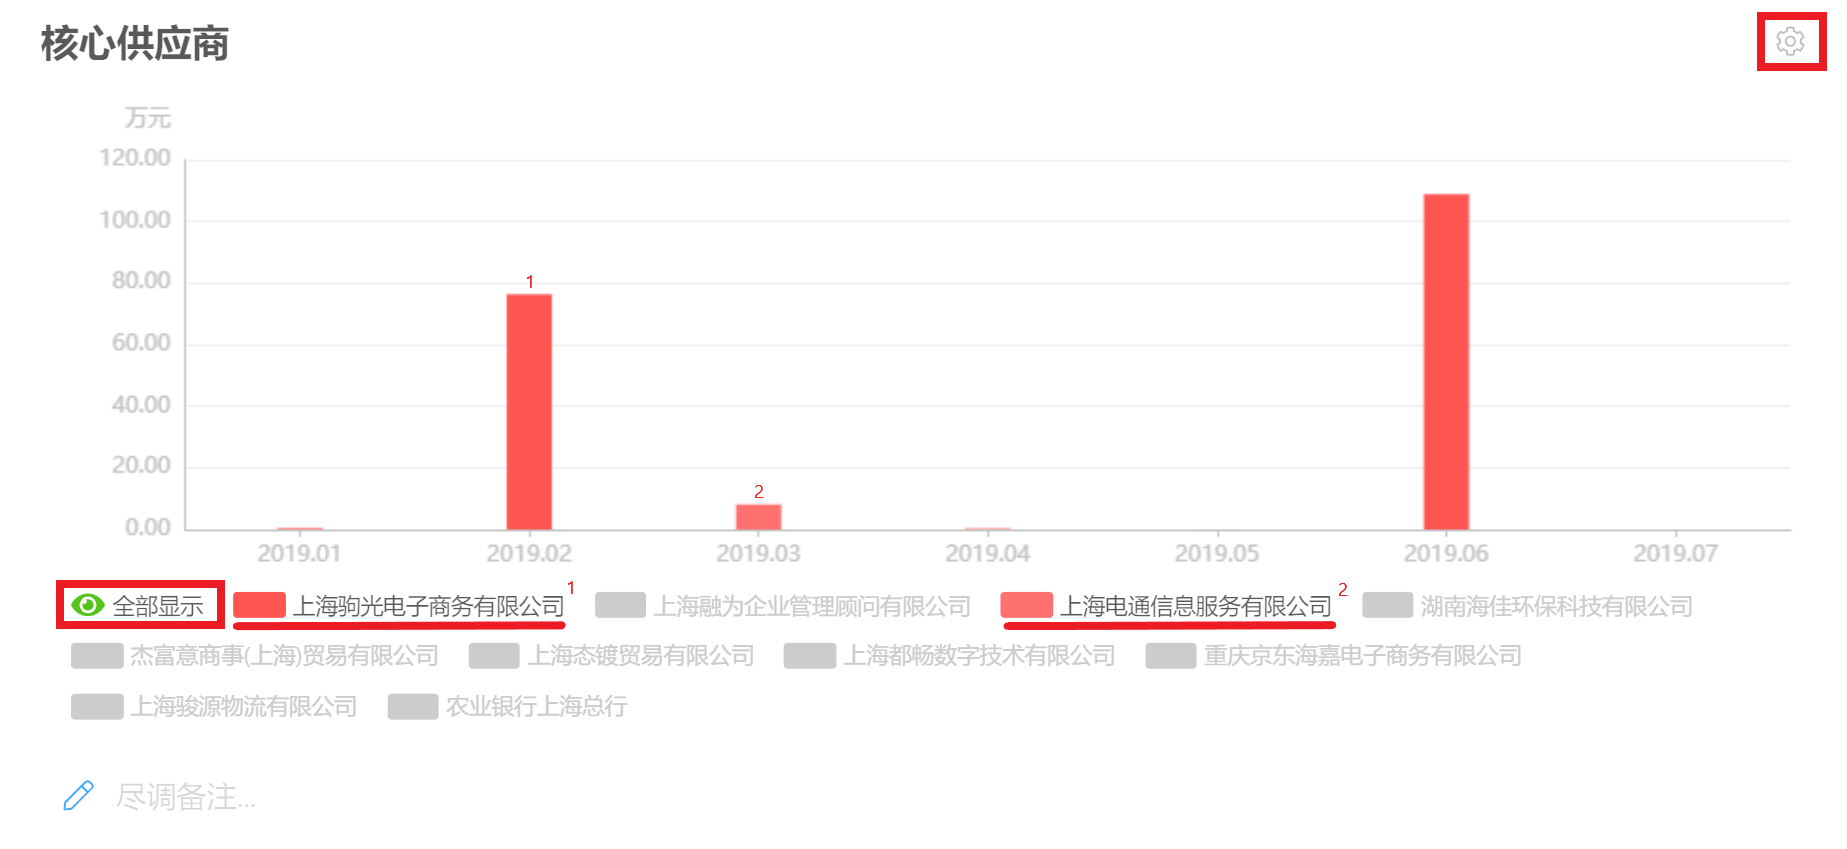 核心供应商
万元
120.00
100.00
80.00
60.00
40.00
20.00
0.00
1
2
2019.01 2019.02 2019.03 2019.04 2019.05 2019.06 2019.07
全部显示 上海驹光电子商务有限公司 1 上海融为企业管理顾问有限公司 上海电通信息服务有限公司 2 湖南海佳环保科技有限公司
杰富意商事(上海)贸易有限公司 上海态镀贸易有限公司 上海都畅数字技术有限公司 重庆京东海嘉电子商务有限公司
上海骏源物流有限公司 农业银行上海总行
尽调备注...